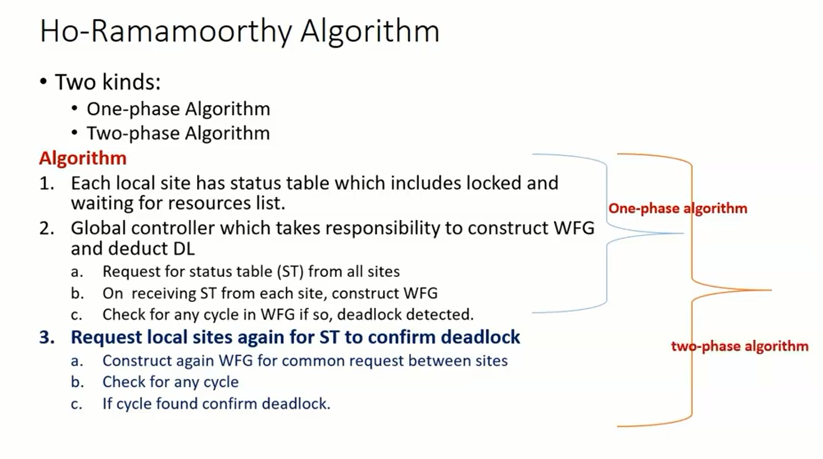 Ho-Ramamoorthy Algorithm
• Two kinds:
• One-phase Algorithm
• Two-phase Algorithm
Algorithm
1. Each local site has status table which includes locked and
waiting for resources list.
2. Global controller which takes responsibility to construct WFG
and deduct DL
a. Request for status table (ST) from all sites
b. On receiving ST from each site, construct WFG
c. Check for any cycle in WFG if so, deadlock detected.
3. Request local sites again for ST to confirm deadlock
a. Construct again WFG for common request between sites
b. Check for any cycle
c. If cycle found confirm deadlock.
One-phase algorithm
two-phase algorithm